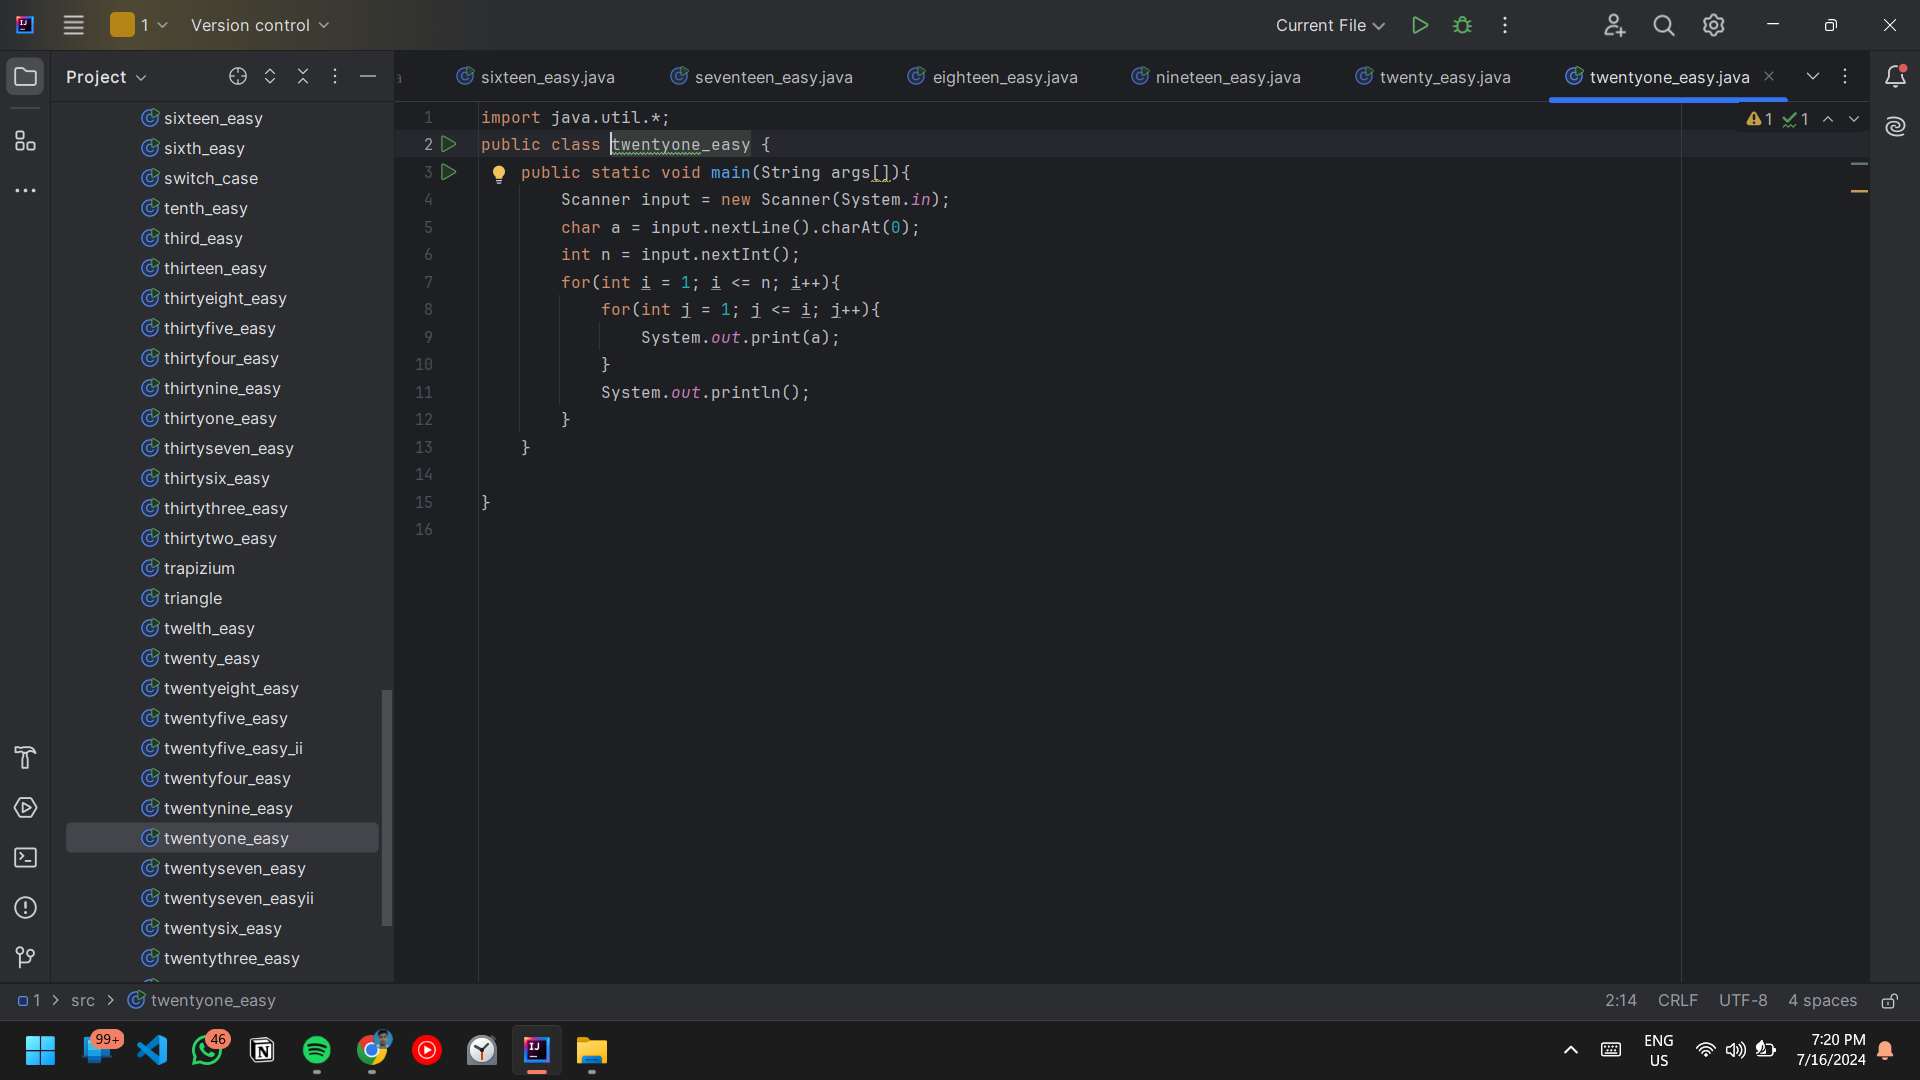 1
Version control
Current File
Project
sixteen_easy.java
seventeen_easy.java
eighteen_easy.java
nineteen_easy.java
twenty_easy.java
twentyone_easy.java
sixteen_easy
sixth_easy
switch_case
tenth_easy
third_easy
thirteen_easy
thirtyeight_easy
thirtyfive_easy
thirtyfour_easy
thirtynine_easy
thirtyone_easy
thirtyseven_easy
thirtysix_easy
thirtythree_easy
thirtytwo_easy
trapizium
triangle
twelth_easy
twenty_easy
twentyeight_easy
twentyfive_easy
twentyfive_easy_ii
twentyfour_easy
twentynine_easy
twentyone_easy
twentyseven_easy
twentyseven_easyii
twentysix_easy
twentythree_easy
1 import java.util.*;
2 public class twentyone_easy {
3 public static void main(String args[]){
4 Scanner input = new Scanner(System.in);
5 char a = input.nextLine().charAt(0);
6 int n = input.nextInt();
7 for(int i = 1; i <= n; i++){
8 for(int j = 1; j <= i; j++){
9 System.out.print(a);
10 }
11 System.out.println();
12 }
13 }
14
15 }
16
1 1
1 > src > twentyone_easy
2:14 CRLF UTF-8 4 spaces
99+
46
ENG
US
7:20 PM
7/16/2024